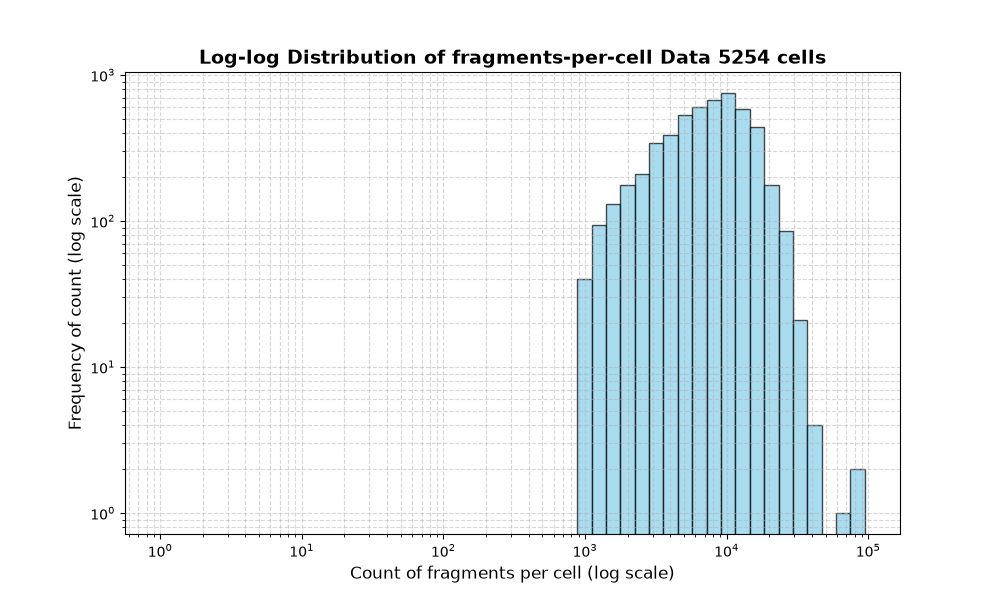 Log-log Distribution of fragments-per-cell Data 5254 cells
Frequency of count (log scale)
10³
10²
10¹
10⁰
10⁰ 10¹ 10² 10³ 10⁴ 10⁵
Count of fragments per cell (log scale)